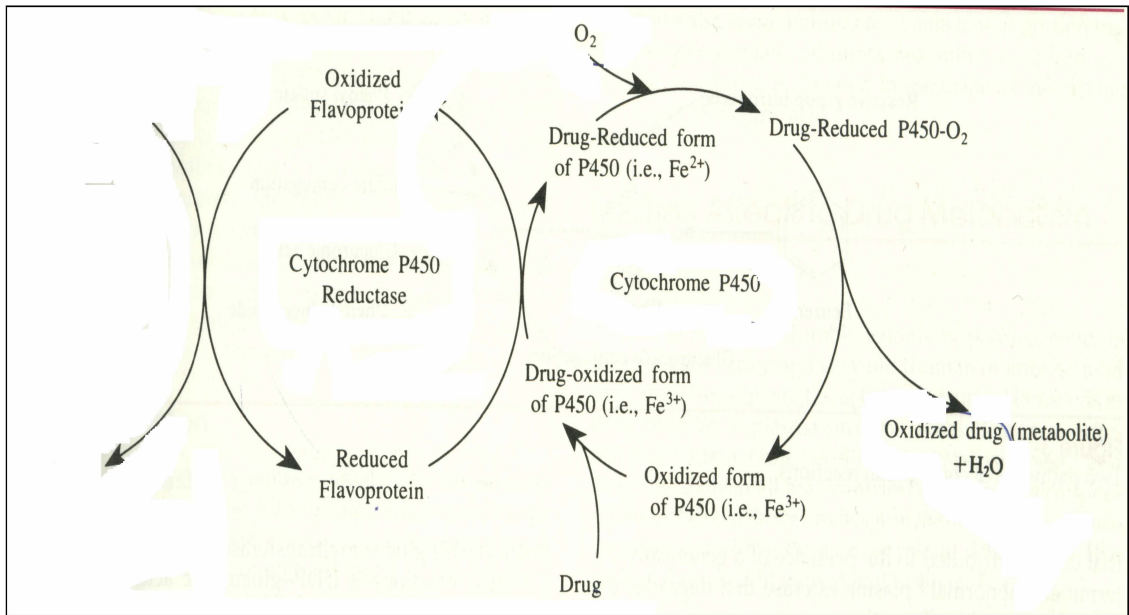 O₂
Oxidized
Flavoprotei
Drug-Reduced form
of P450 (i.e., Fe²⁺)
Drug-Reduced P450-O₂
Cytochrome P450
Reductase
Cytochrome P450
Drug-oxidized form
of P450 (i.e., Fe³⁺)
Reduced
Flavoprotein
Oxidized form
of P450 (i.e., Fe³⁺)
Oxidized drug (metabolite)
+H₂O
Drug